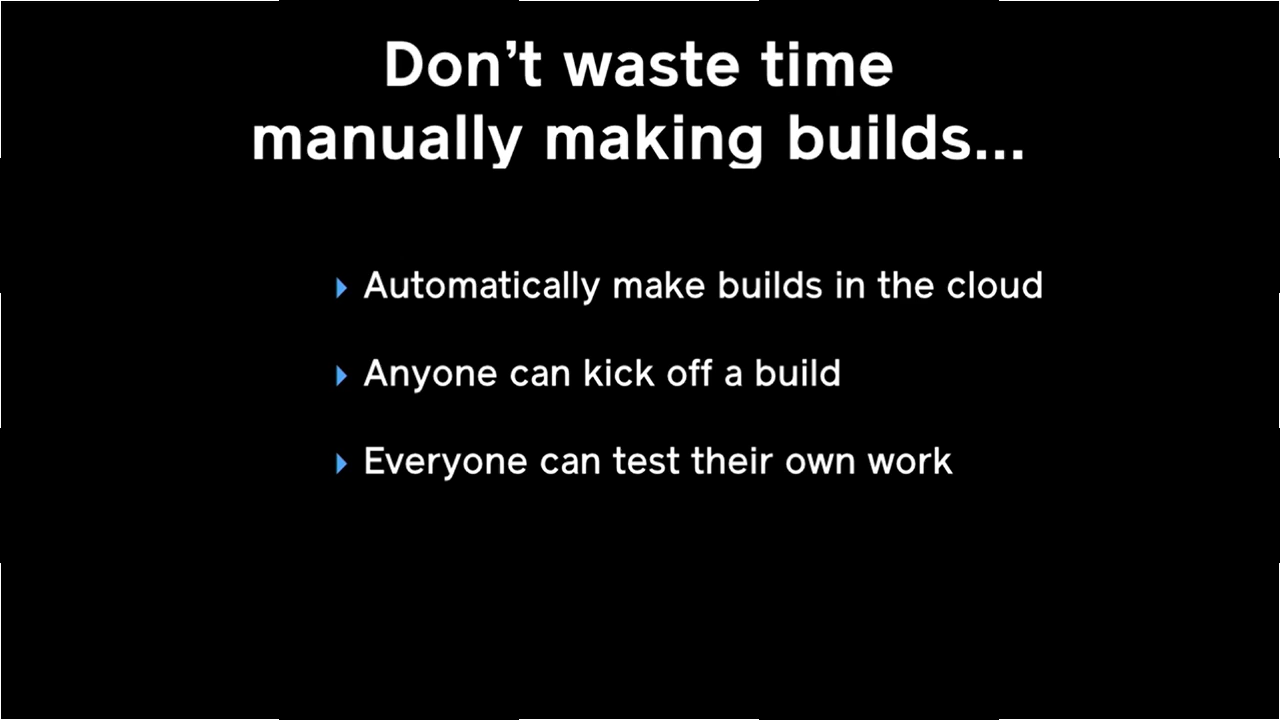 Don’t waste time
manually making builds...
Automatically make builds in the cloud
Anyone can kick off a build
Everyone can test their own work